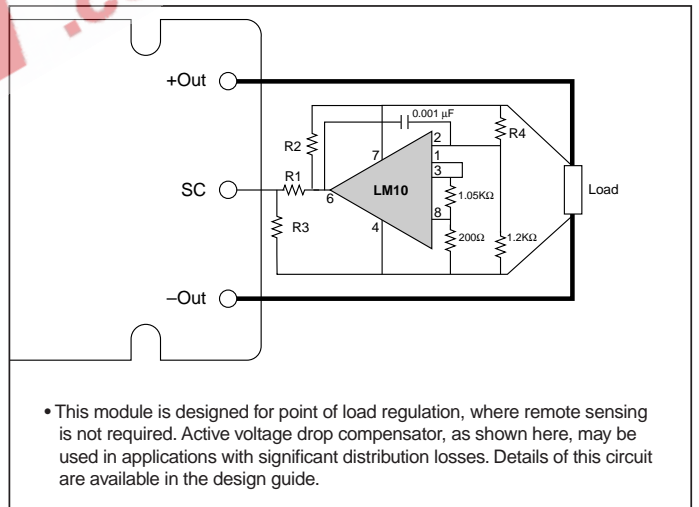 +Out
0.001 µF
R2
7
2
R4
1
3
SC
R1
6
LM10
1.05KΩ
Load
R3
4
8
200Ω
1.2KΩ
–Out
• This module is designed for point of load regulation, where remote sensing
is not required. Active voltage drop compensator, as shown here, may be
used in applications with significant distribution losses. Details of this circuit
are available in the design guide.